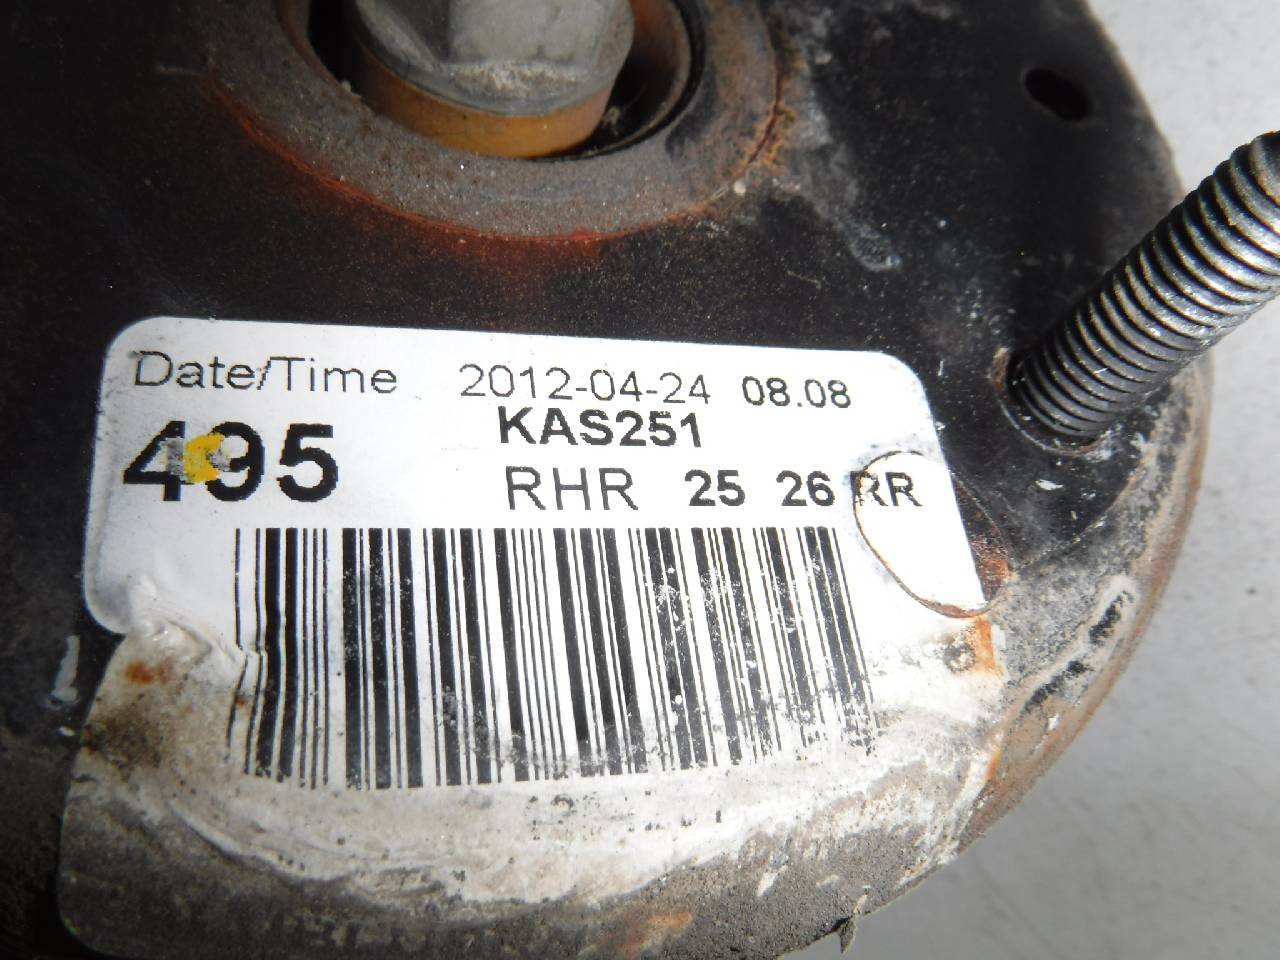 Date/Time 2012-04-24 08.08
495 KAS251
RHR 25 26 RR